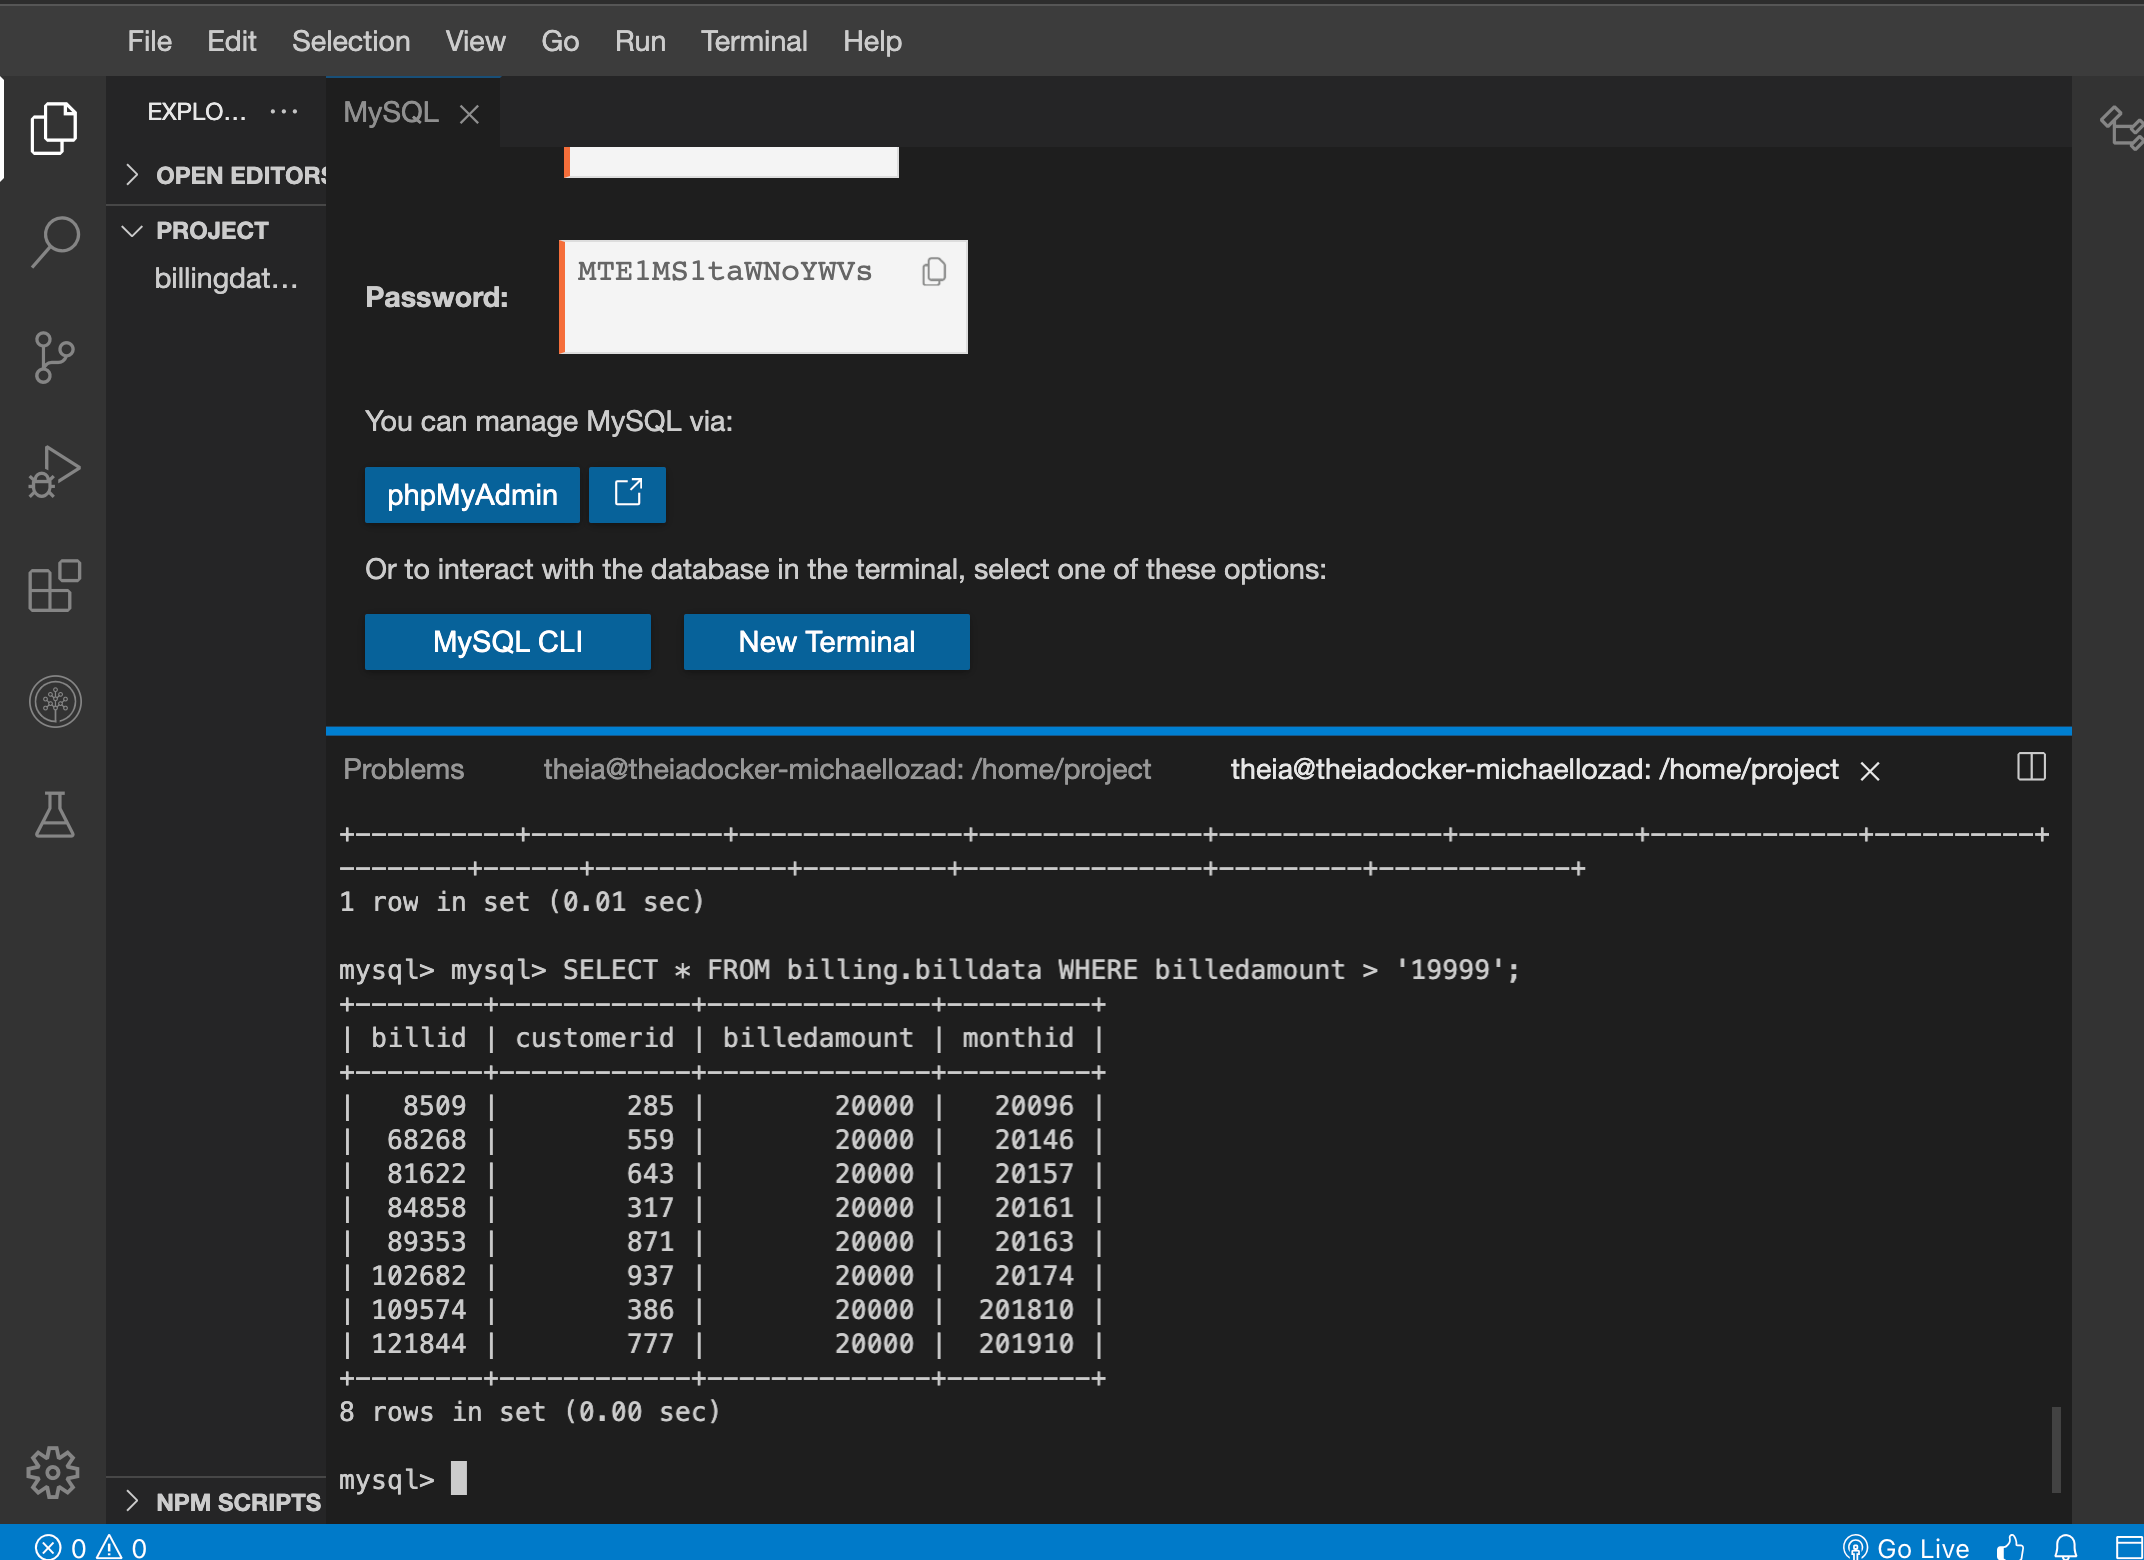 File Edit Selection View Go Run Terminal Help
EXPLO... ···
MySQL
OPEN EDITORS
PROJECT
billingdat...
Password:
MTE1MS1taWNoYWVs
You can manage MySQL via:
phpMyAdmin
Or to interact with the database in the terminal, select one of these options:
MySQL CLI New Terminal
Problems theia@theiadocker-michaellozad: /home/project theia@theiadocker-michaellozad: /home/project
+----------+------------+--------------+--------------+--------------+-----------+-------------+----------+
--------+------+------------+---------+---------------+---------+------------+
1 row in set (0.01 sec)
mysql> mysql> SELECT * FROM billing.billdata WHERE billedamount > '19999';
+--------+------------+--------------+---------+
| billid | customerid | billedamount | monthid |
+--------+------------+--------------+---------+
|   8509 |        285 |        20000 |   20096 |
|  68268 |        559 |        20000 |   20146 |
|  81622 |        643 |        20000 |   20157 |
|  84858 |        317 |        20000 |   20161 |
|  89353 |        871 |        20000 |   20163 |
| 102682 |        937 |        20000 |   20174 |
| 109574 |        386 |        20000 |  201810 |
| 121844 |        777 |        20000 |  201910 |
+--------+------------+--------------+---------+
8 rows in set (0.00 sec)
mysql>
NPM SCRIPTS
0 0 Go Live